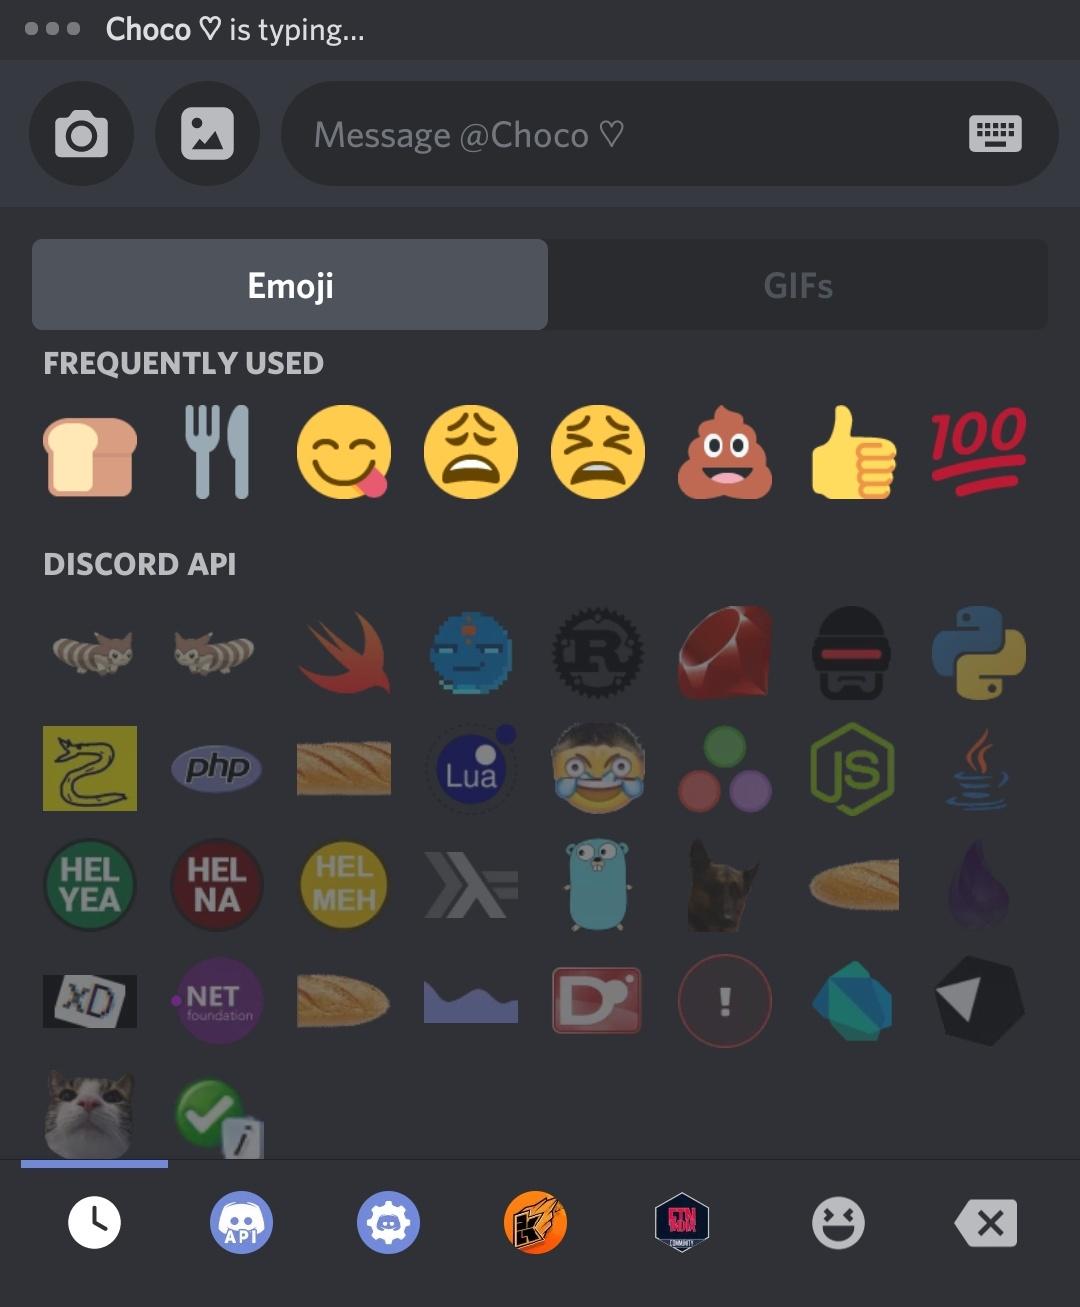 Choco ♡ is typing...
Message @Choco ♡
Emoji
GIFs
FREQUENTLY USED
100
DISCORD API
R
php
Lua
JS
HEL YEA
HEL NA
HEL MEH
XD
NET
foundation
D
!
i
API
COMMUNITY